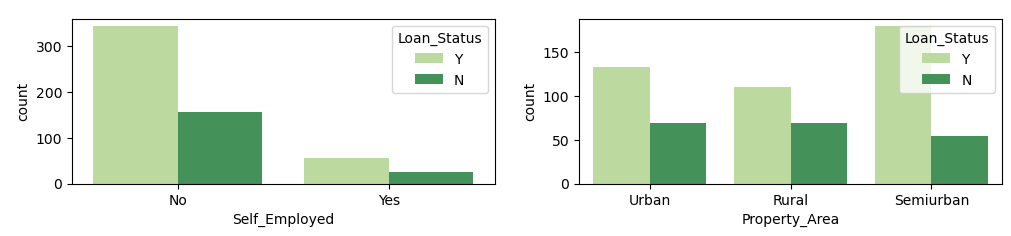 count
300
200
100
0
No
Yes
Self_Employed
Loan_Status
Y
N
count
150
100
50
0
Urban
Rural
Semiurban
Property_Area
Loan_Status
Y
N